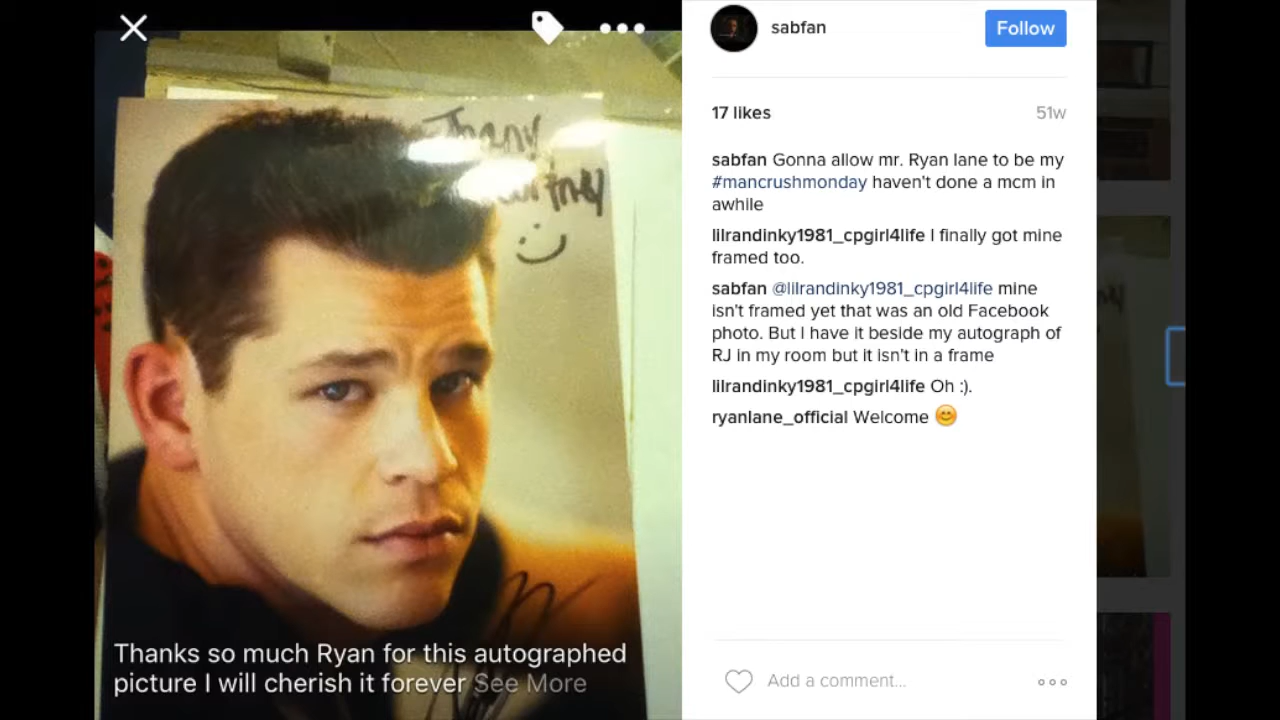 sabfan
Follow
17 likes
51w
sabfan Gonna allow mr. Ryan lane to be my
#mancrushmonday haven't done a mcm in
awhile
lilrandinky1981_cpgirl4life I finally got mine
framed too.
sabfan @lilrandinky1981_cpgirl4life mine
isn't framed yet that was an old Facebook
photo. But I have it beside my autograph of
RJ in my room but it isn't in a frame
lilrandinky1981_cpgirl4life Oh :).
ryanlane_official Welcome 😊
Thanks so much Ryan for this autographed
picture I will cherish it forever See More
Add a comment...